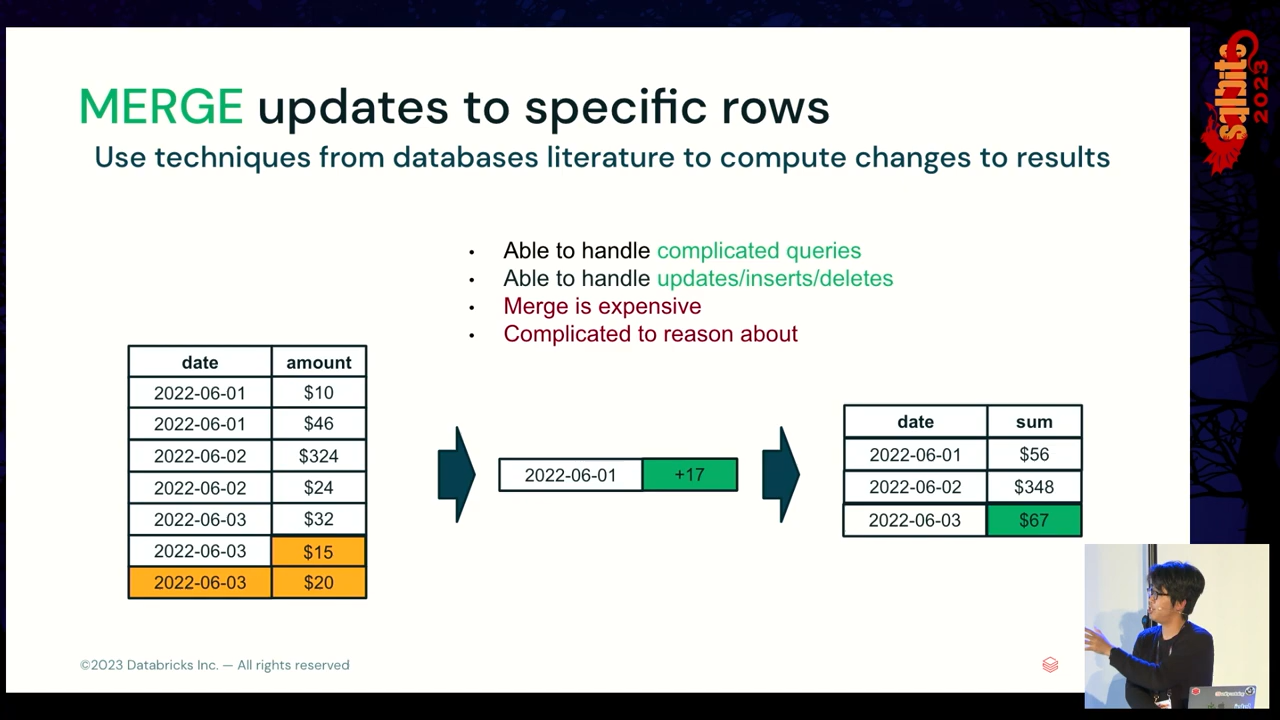 MERGE updates to specific rows
Use techniques from databases literature to compute changes to results
• Able to handle complicated queries
• Able to handle updates/inserts/deletes
• Merge is expensive
• Complicated to reason about
date amount
2022-06-01 $10
2022-06-01 $46
2022-06-02 $324
2022-06-02 $24
2022-06-03 $32
2022-06-03 $15
2022-06-03 $20
2022-06-01 +17
date sum
2022-06-01 $56
2022-06-02 $348
2022-06-03 $67
©2023 Databricks Inc. — All rights reserved
sqlbits
2023